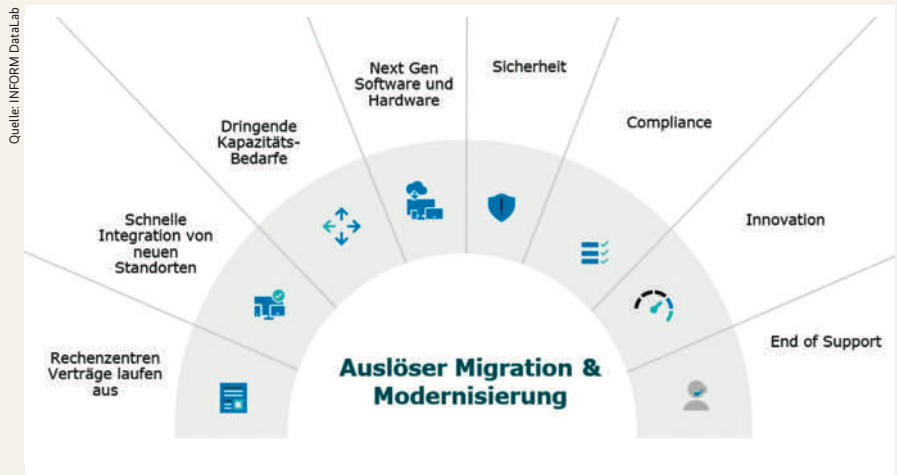 Quelle: INFORM DataLab
Rechenzentren
Verträge laufen
aus
Schnelle
Integration von
neuen
Standorten
Dringende
Kapazitäts-
Bedarfe
Next Gen
Software und
Hardware
Sicherheit
Compliance
Innovation
End of Support
Auslöser Migration &
Modernisierung